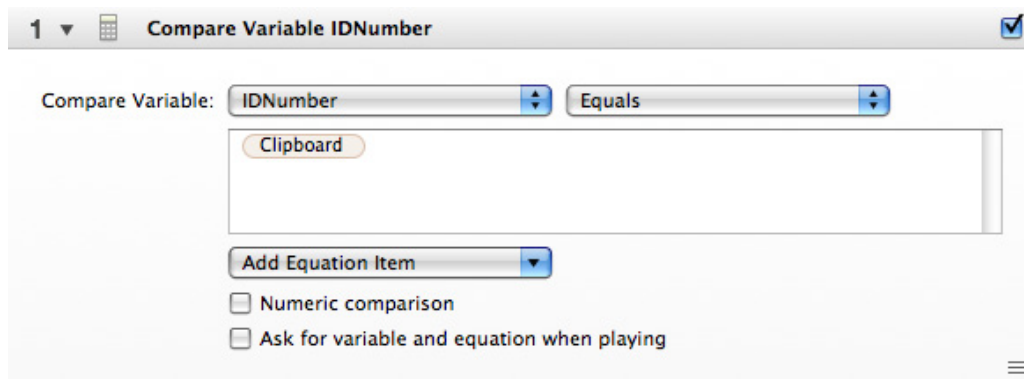 1 Compare Variable IDNumber
Compare Variable: IDNumber Equals
Clipboard
Add Equation Item
Numeric comparison
Ask for variable and equation when playing